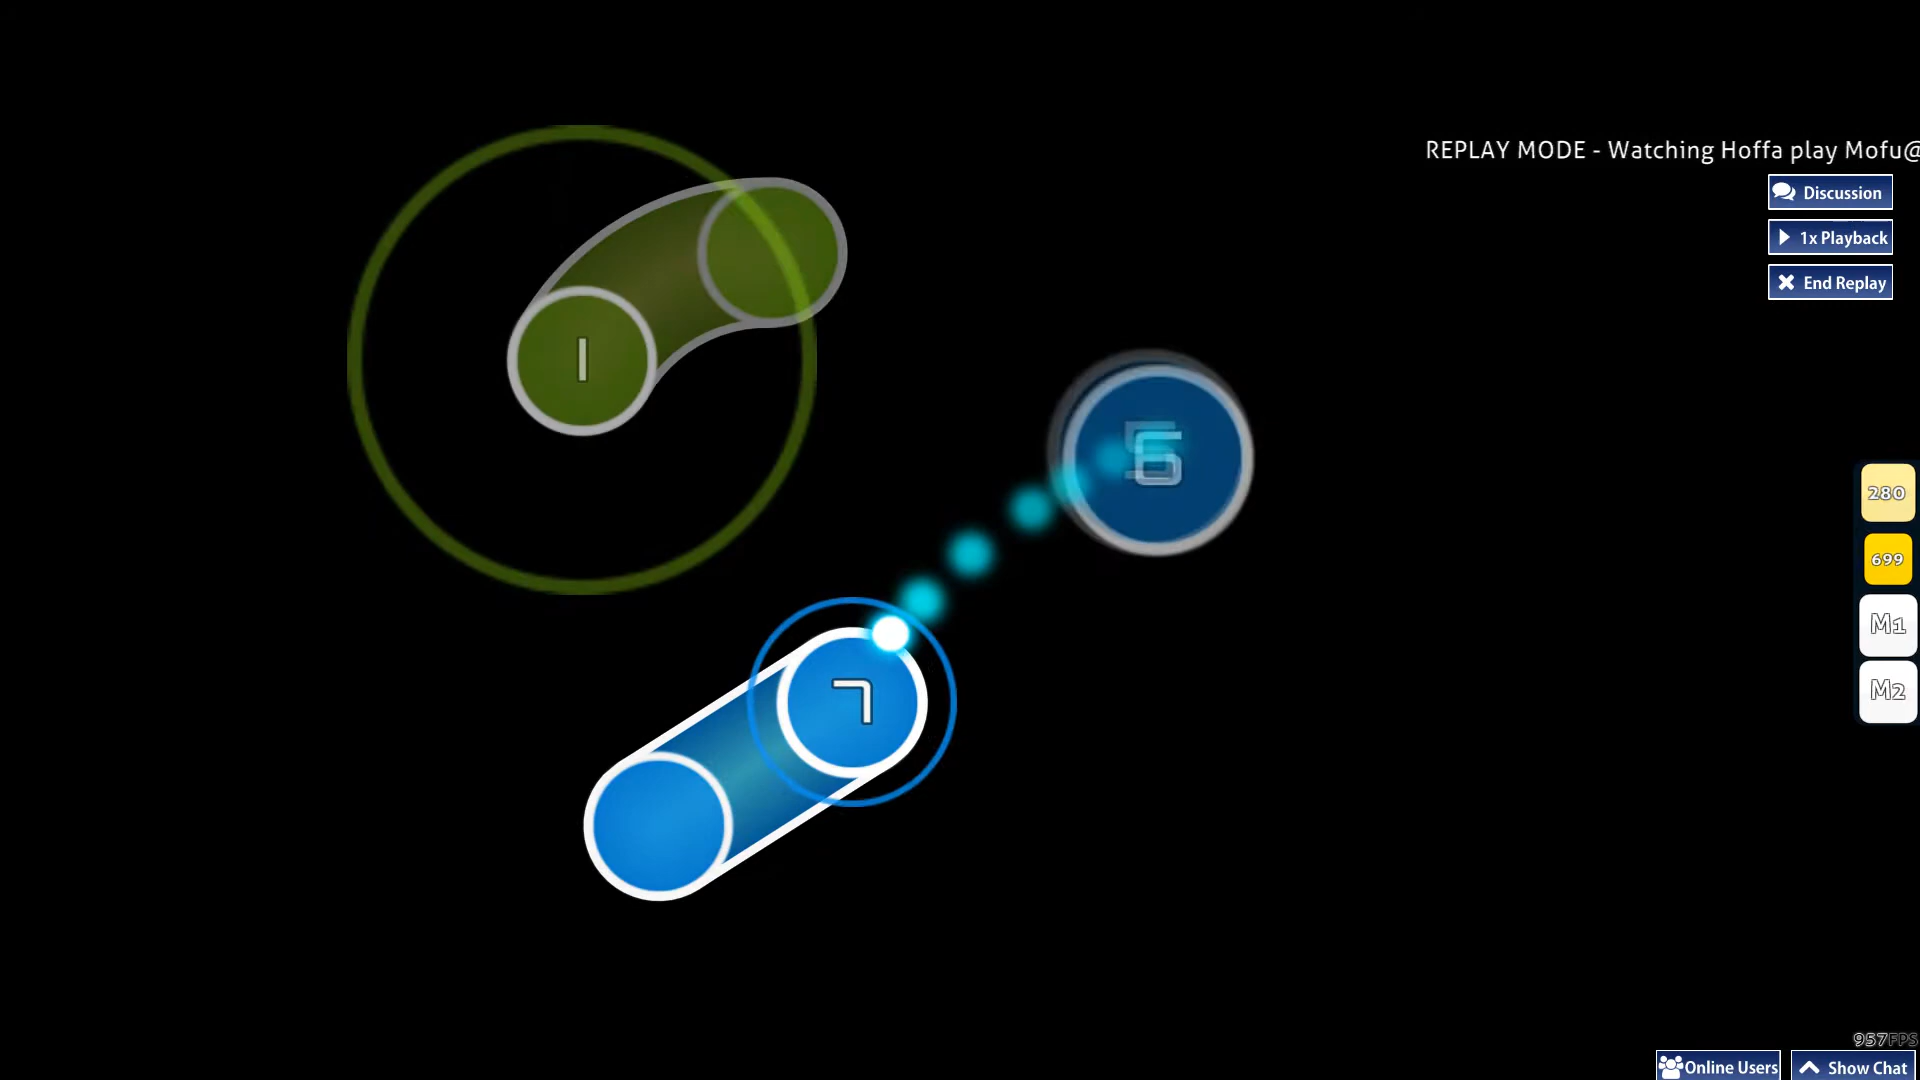 REPLAY MODE - Watching Hoffa play Mofu@
Discussion
1x Playback
End Replay
1
6
7
280
699
M1
M2
957FPS
Online Users
Show Chat